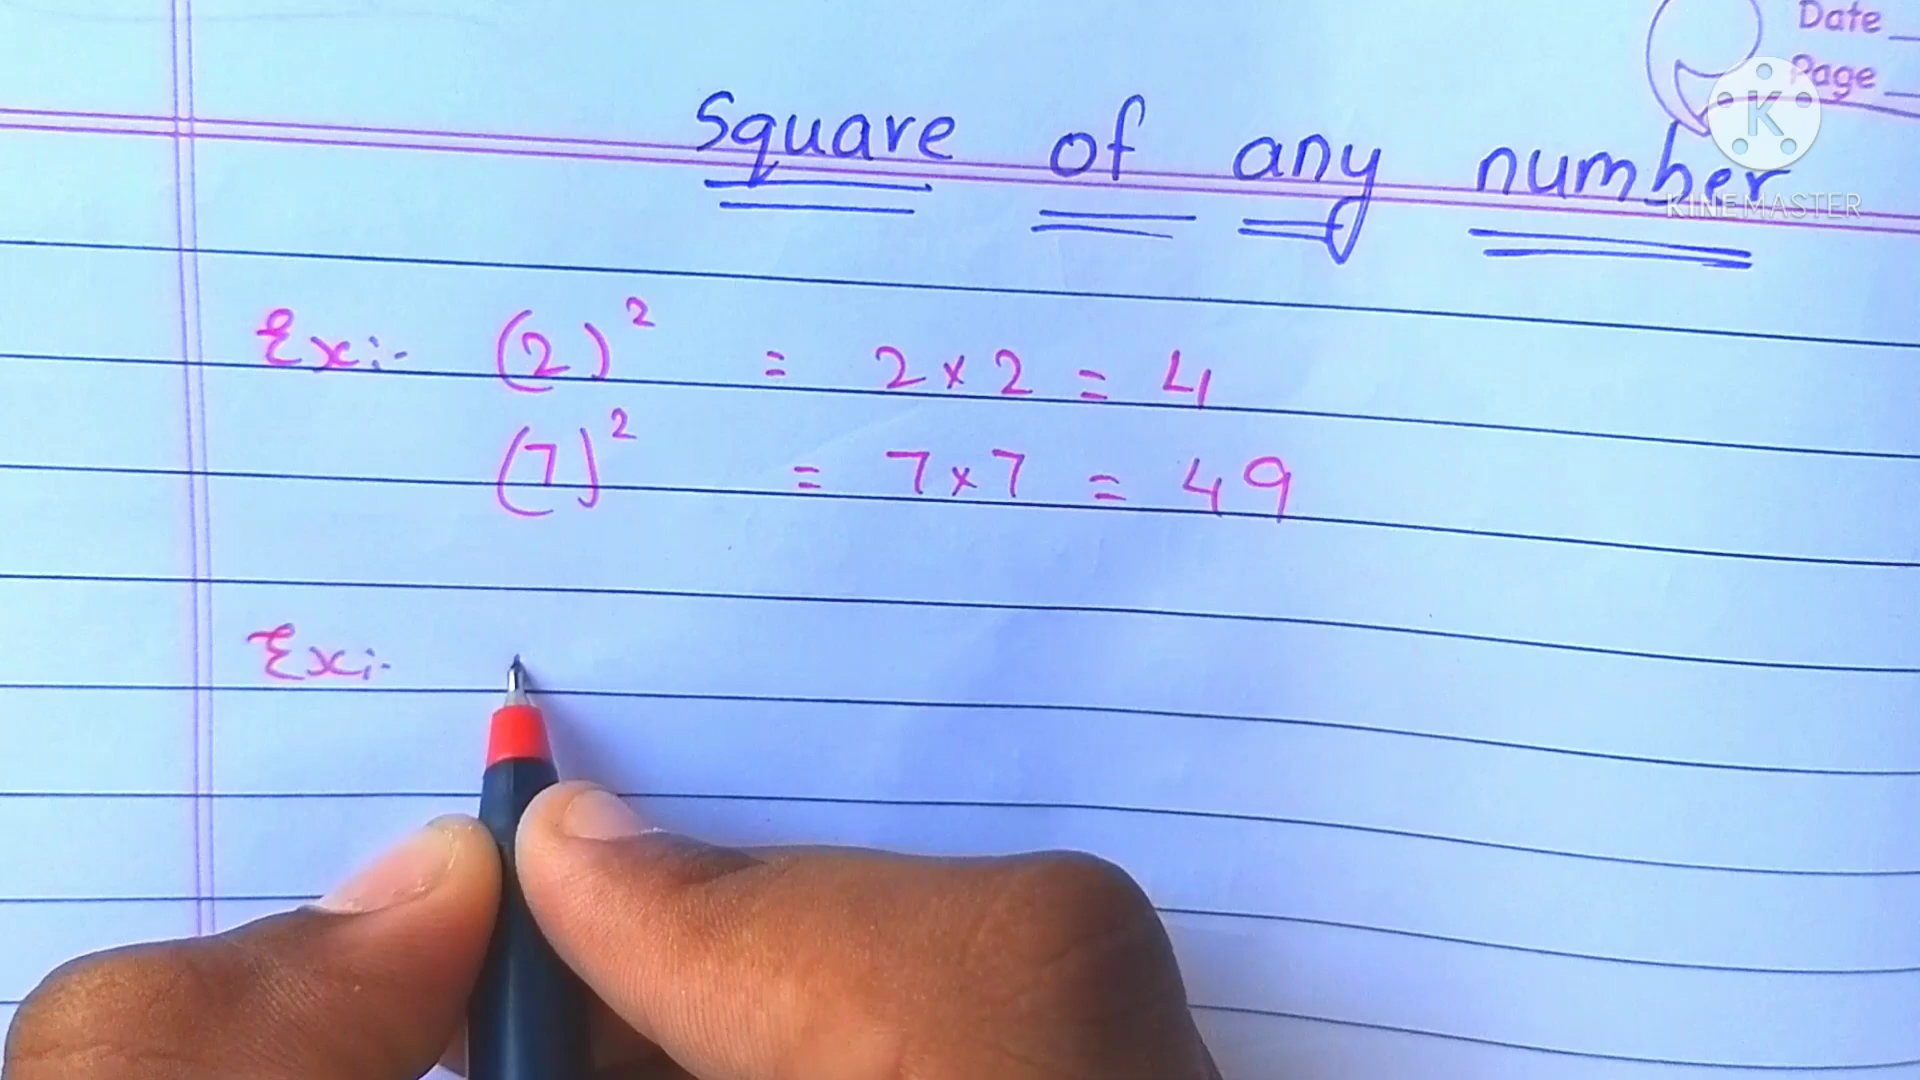 Date
Page
Square of any number
KINEMASTER
Ex:- (2)² = 2×2 = 4
(7)² = 7×7 = 49
Ex:-